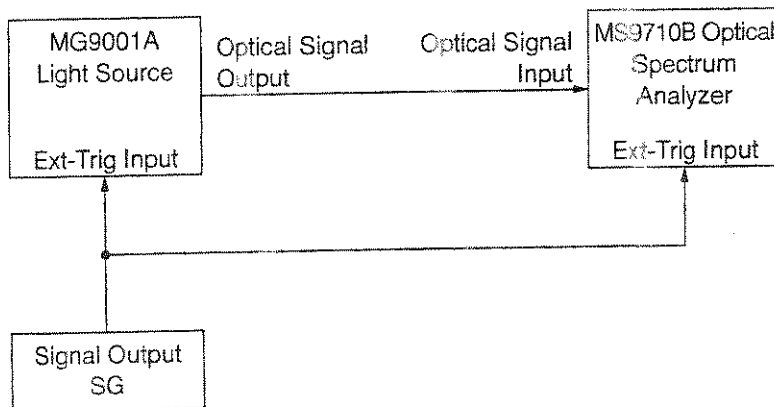 MG9001A
Light Source
Ext-Trig Input
Optical Signal
Output
Optical Signal
Input
MS9710B Optical
Spectrum
Analyzer
Ext-Trig Input
Signal Output
SG